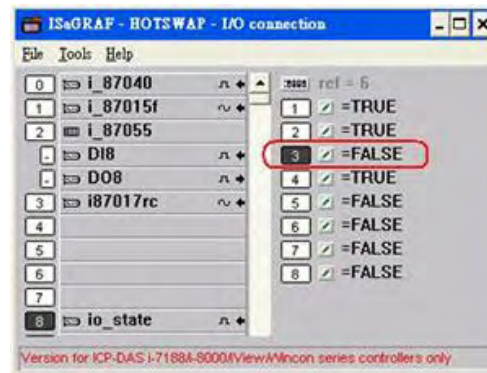 ISaGRAF - HOTSWAP - I/O connection
File Tools Help
0 i_87040
1 i_87015f
2 i_87055
. DI8
. DO8
3 i87017rc
4
5
6
7
8 io_state
ref = 6
1 =TRUE
2 =TRUE
3 =FALSE
4 =TRUE
5 =FALSE
6 =FALSE
7 =FALSE
8 =FALSE
Version for ICP-DAS I-7188/I-8000/iView/Wincon series controllers only